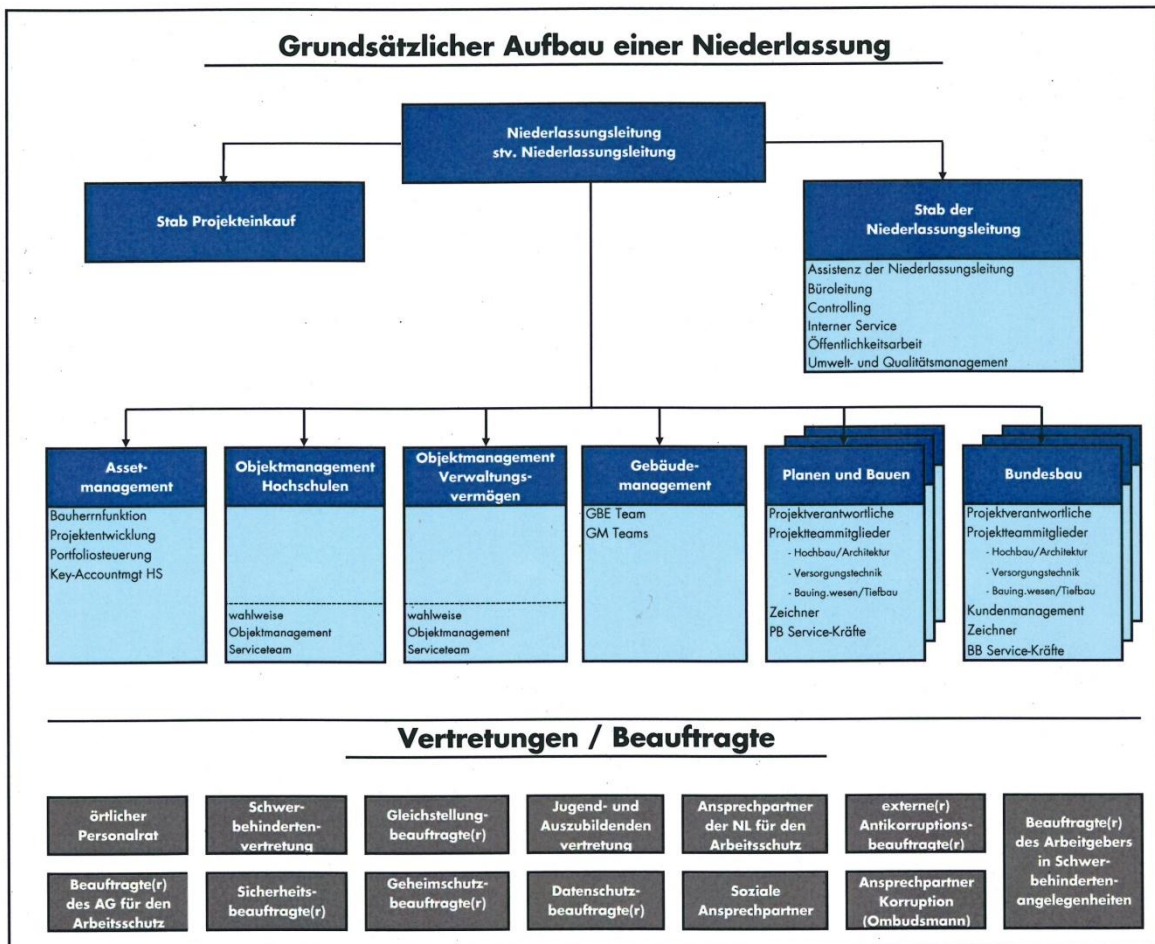 Grundsätzlicher Aufbau einer Niederlassung
Niederlassungsleitung
stv. Niederlassungsleitung
Stab Projekteinkauf
Stab der
Niederlassungsleitung
Assistenz der Niederlassungsleitung
Büroleitung
Controlling
Interner Service
Öffentlichkeitsarbeit
Umwelt- und Qualitätsmanagement
Asset-
management
Bauherrnfunktion
Projektentwicklung
Portfoliosteuerung
Key-Accountmgt HS
Objektmanagement
Hochschulen
wahlweise
Objektmanagement
Serviceteam
Objektmanagement
Verwaltungs-
vermögen
wahlweise
Objektmanagement
Serviceteam
Gebäude-
management
GBE Team
GM Teams
Planen und Bauen
Projektverantwortliche
Projektteammitglieder
- Hochbau/Architektur
- Versorgungstechnik
- Bauing.wesen/Tiefbau
Zeichner
PB Service-Kräfte
Bundesbau
Projektverantwortliche
Projektteammitglieder
- Hochbau/Architektur
- Versorgungstechnik
- Bauing.wesen/Tiefbau
Kundenmanagement
Zeichner
BB Service-Kräfte
Vertretungen / Beauftragte
örtlicher
Personalrat
Schwer-
behinderten-
vertretung
Gleichstellung-
beauftragte(r)
Jugend- und
Auszubildenden
vertretung
Ansprechpartner
der NL für den
Arbeitsschutz
externe(r)
Antikorruptions-
beauftragte(r)
Beauftragte(r)
des Arbeitgebers
in Schwer-
behinderten-
angelegenheiten
Beauftragte(r)
des AG für den
Arbeitsschutz
Sicherheits-
beauftragte(r)
Geheimschutz-
beauftragte(r)
Datenschutz-
beauftragte(r)
Soziale
Ansprechpartner
Ansprechpartner
Korruption
(Ombudsmann)